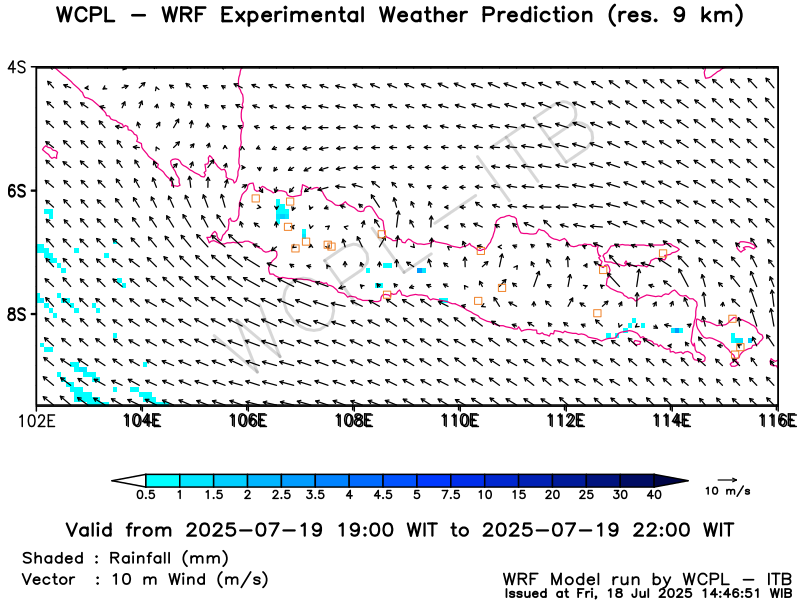 WCPL – WRF Experimental Weather Prediction (res. 9 km)
4S
6S
8S
WCPL–ITB
102E 104E 106E 108E 110E 112E 114E 116E
0.5 1 1.5 2 2.5 3.5 4 4.5 5 7.5 10 15 20 25 30 40
10 m/s
Valid from 2025–07–19 19:00 WIT to 2025–07–19 22:00 WIT
Shaded : Rainfall (mm)
Vector : 10 m Wind (m/s)
WRF Model run by WCPL – ITB
Issued at Fri, 18 Jul 2025 14:46:51 WIB